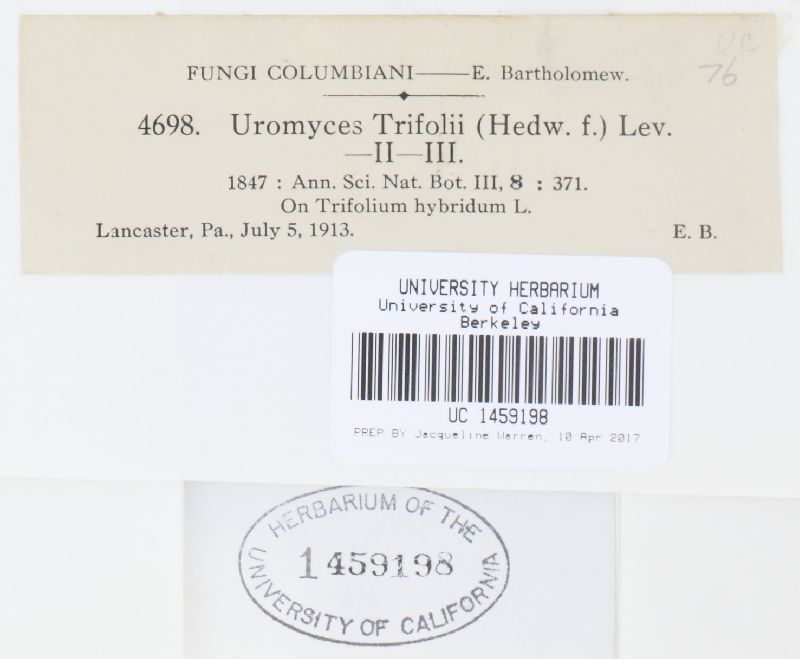 UC
76
FUNGI COLUMBIANI——E. Bartholomew.
4698. Uromyces Trifolii (Hedw. f.) Lev.
—II—III.
1847 : Ann. Sci. Nat. Bot. III, 8 : 371.
On Trifolium hybridum L.
Lancaster, Pa., July 5, 1913. E. B.
UNIVERSITY HERBARIUM
University of California
Berkeley
UC 1459198
PREP BY Jacqueline Warren, 10 Apr 2017
HERBARIUM OF THE
1459198
UNIVERSITY OF CALIFORNIA